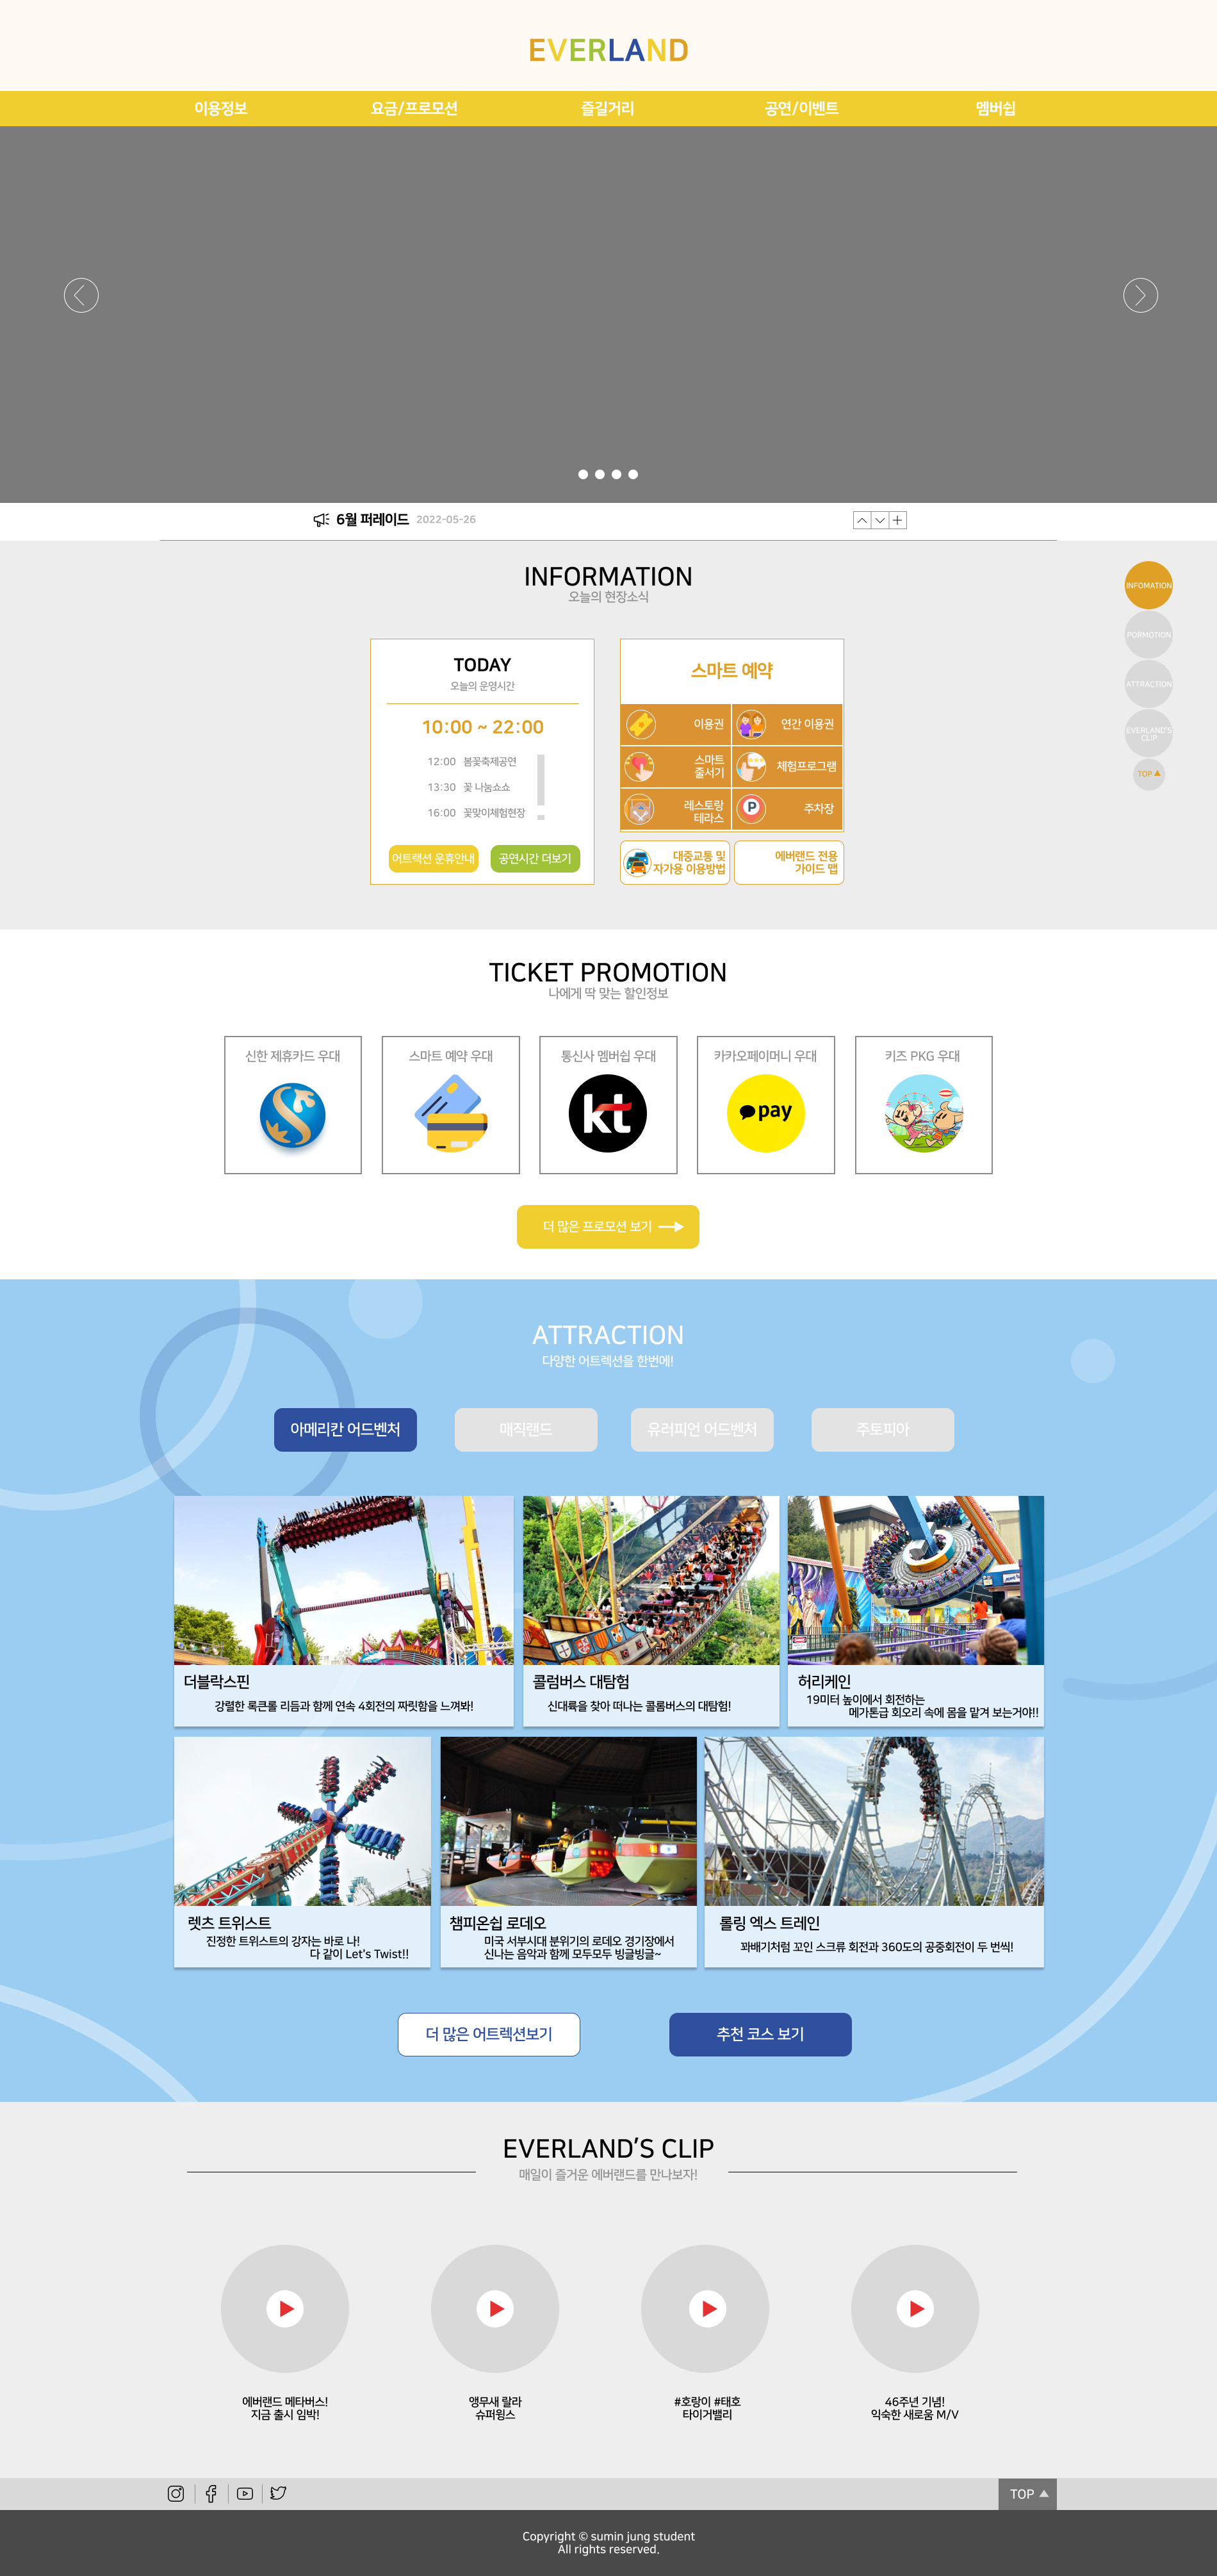 EVERLAND
이용정보
요금/프로모션
즐길거리
공연/이벤트
멤버쉽
6월 퍼레이드 2022-05-26
INFORMATION
오늘의 현장소식
INFOMATION
PORMOTION
ATTRACTION
EVERLAND'S
CLIP
TOP
TODAY
오늘의 운영시간
10:00 ~ 22:00
12:00 봄꽃축제공연
13:30 꽃 나눔쇼쇼
16:00 꽃맞이체험현장
어트렉션 운휴안내
공연시간 더보기
스마트 예약
이용권
연간 이용권
스마트
줄서기
체험프로그램
레스토랑
테라스
P
주차장
대중교통 및
자가용 이용방법
에버랜드 전용
가이드 맵
TICKET PROMOTION
나에게 딱 맞는 할인정보
신한 제휴카드 우대
스마트 예약 우대
통신사 멤버쉽 우대
kt
카카오페이머니 우대
pay
키즈 PKG 우대
더 많은 프로모션 보기
ATTRACTION
다양한 어트렉션을 한번에!
아메리칸 어드벤처
매직랜드
유러피언 어드벤처
주토피아
더블락스핀
강렬한 록큰롤 리듬과 함께 연속 4회전의 짜릿함을 느껴봐!
콜럼버스 대탐험
신대륙을 찾아 떠나는 콜롬버스의 대탐험!
허리케인
19미터 높이에서 회전하는
메가톤급 회오리 속에 몸을 맡겨 보는거야!!
렛츠 트위스트
진정한 트위스트의 강자는 바로 나!
다 같이 Let's Twist!!
챔피온쉽 로데오
미국 서부시대 분위기의 로데오 경기장에서
신나는 음악과 함께 모두모두 빙글빙글~
롤링 엑스 트레인
꽈배기처럼 꼬인 스크류 회전과 360도의 공중회전이 두 번씩!
더 많은 어트렉션보기
추천 코스 보기
EVERLAND'S CLIP
매일이 즐거운 에버랜드를 만나보자!
에버랜드 메타버스!
지금 출시 임박!
앵무새 랄라
슈퍼윙스
#호랑이 #태호
타이거밸리
46주년 기념!
익숙한 새로움 M/V
TOP
Copyright © sumin jung student
All rights reserved.